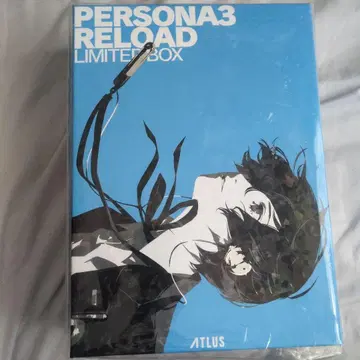 PERSONA3
RELOAD
LIMITED BOX
ATLUS